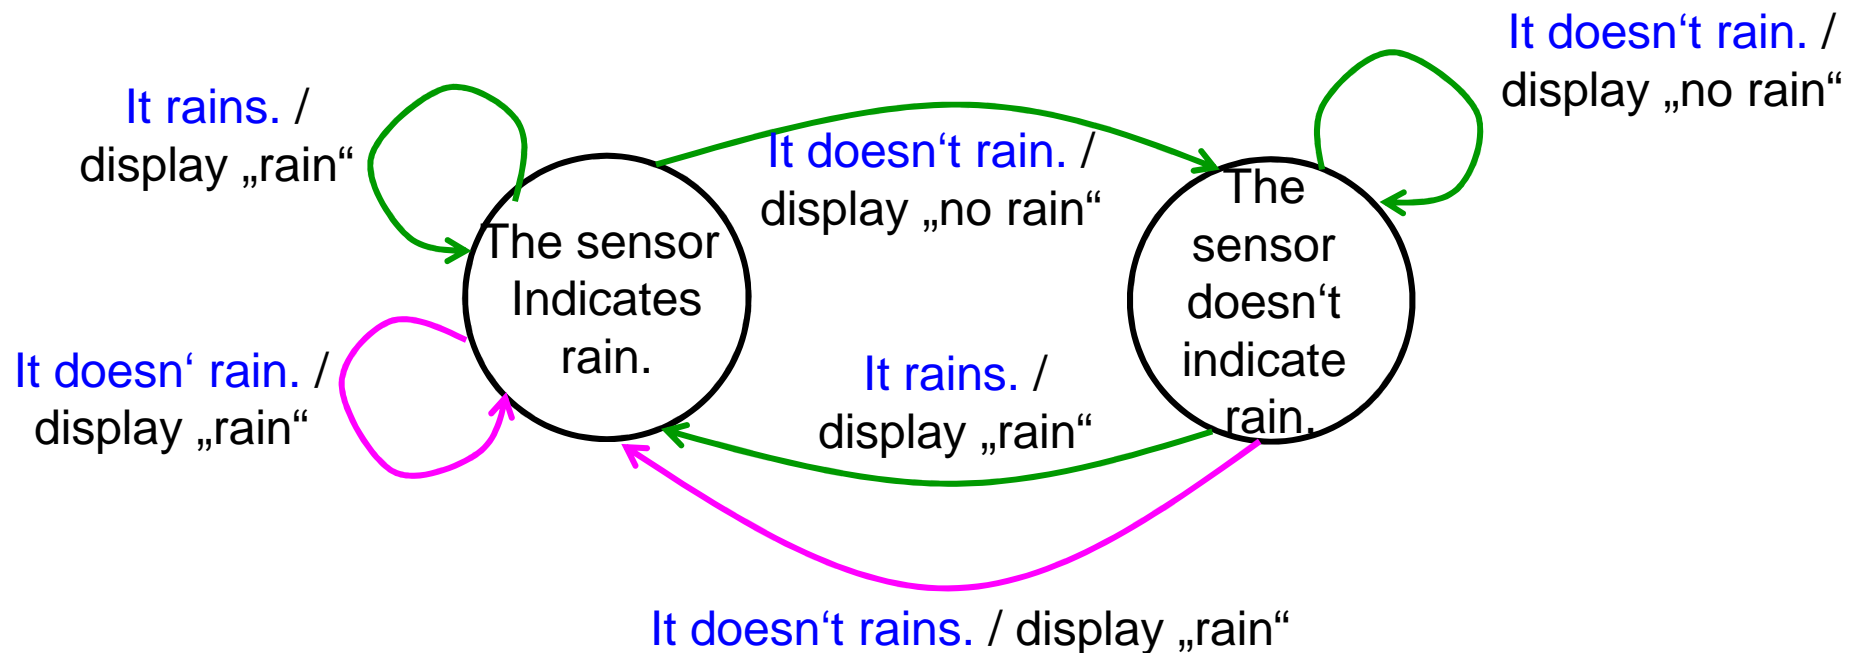 It doesn‘t rain. /
display „no rain“
It rains. /
display „rain“
It doesn‘t rain. /
display „no rain“
The sensor
Indicates
rain.
The
sensor
doesn‘t
indicate
rain.
It doesn‘ rain. /
display „rain“
It rains. /
display „rain“
It doesn‘t rains. / display „rain“